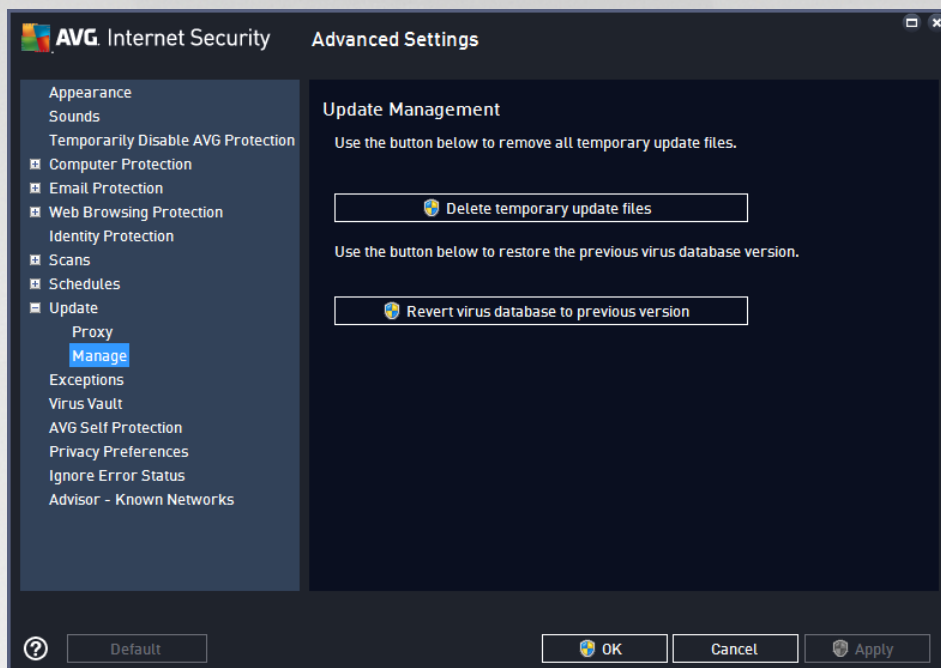 AVG Internet Security
Advanced Settings
Appearance
Sounds
Temporarily Disable AVG Protection
Computer Protection
Email Protection
Web Browsing Protection
Identity Protection
Scans
Schedules
Update
Proxy
Manage
Exceptions
Virus Vault
AVG Self Protection
Privacy Preferences
Ignore Error Status
Advisor - Known Networks
Update Management
Use the button below to remove all temporary update files.
Delete temporary update files
Use the button below to restore the previous virus database version.
Revert virus database to previous version
?
Default
OK
Cancel
Apply